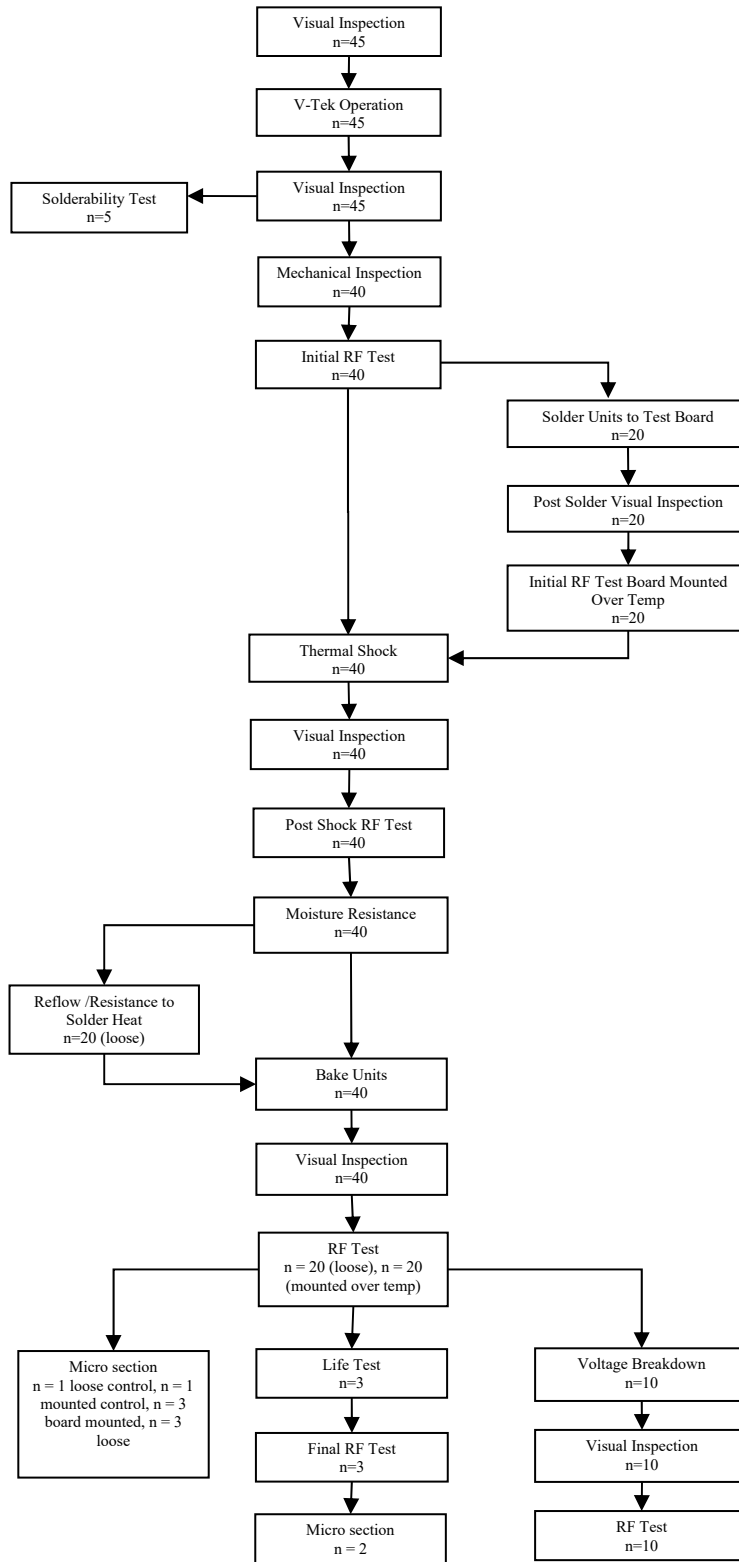 Visual Inspection
n=45
V-Tek Operation
n=45
Visual Inspection
n=45
Solderability Test
n=5
Mechanical Inspection
n=40
Initial RF Test
n=40
Solder Units to Test Board
n=20
Post Solder Visual Inspection
n=20
Initial RF Test Board Mounted
Over Temp
n=20
Thermal Shock
n=40
Visual Inspection
n=40
Post Shock RF Test
n=40
Moisture Resistance
n=40
Reflow /Resistance to
Solder Heat
n=20 (loose)
Bake Units
n=40
Visual Inspection
n=40
RF Test
n = 20 (loose), n = 20
(mounted over temp)
Micro section
n = 1 loose control, n = 1
mounted control, n = 3
board mounted, n = 3
loose
Life Test
n=3
Final RF Test
n=3
Micro section
n = 2
Voltage Breakdown
n=10
Visual Inspection
n=10
RF Test
n=10